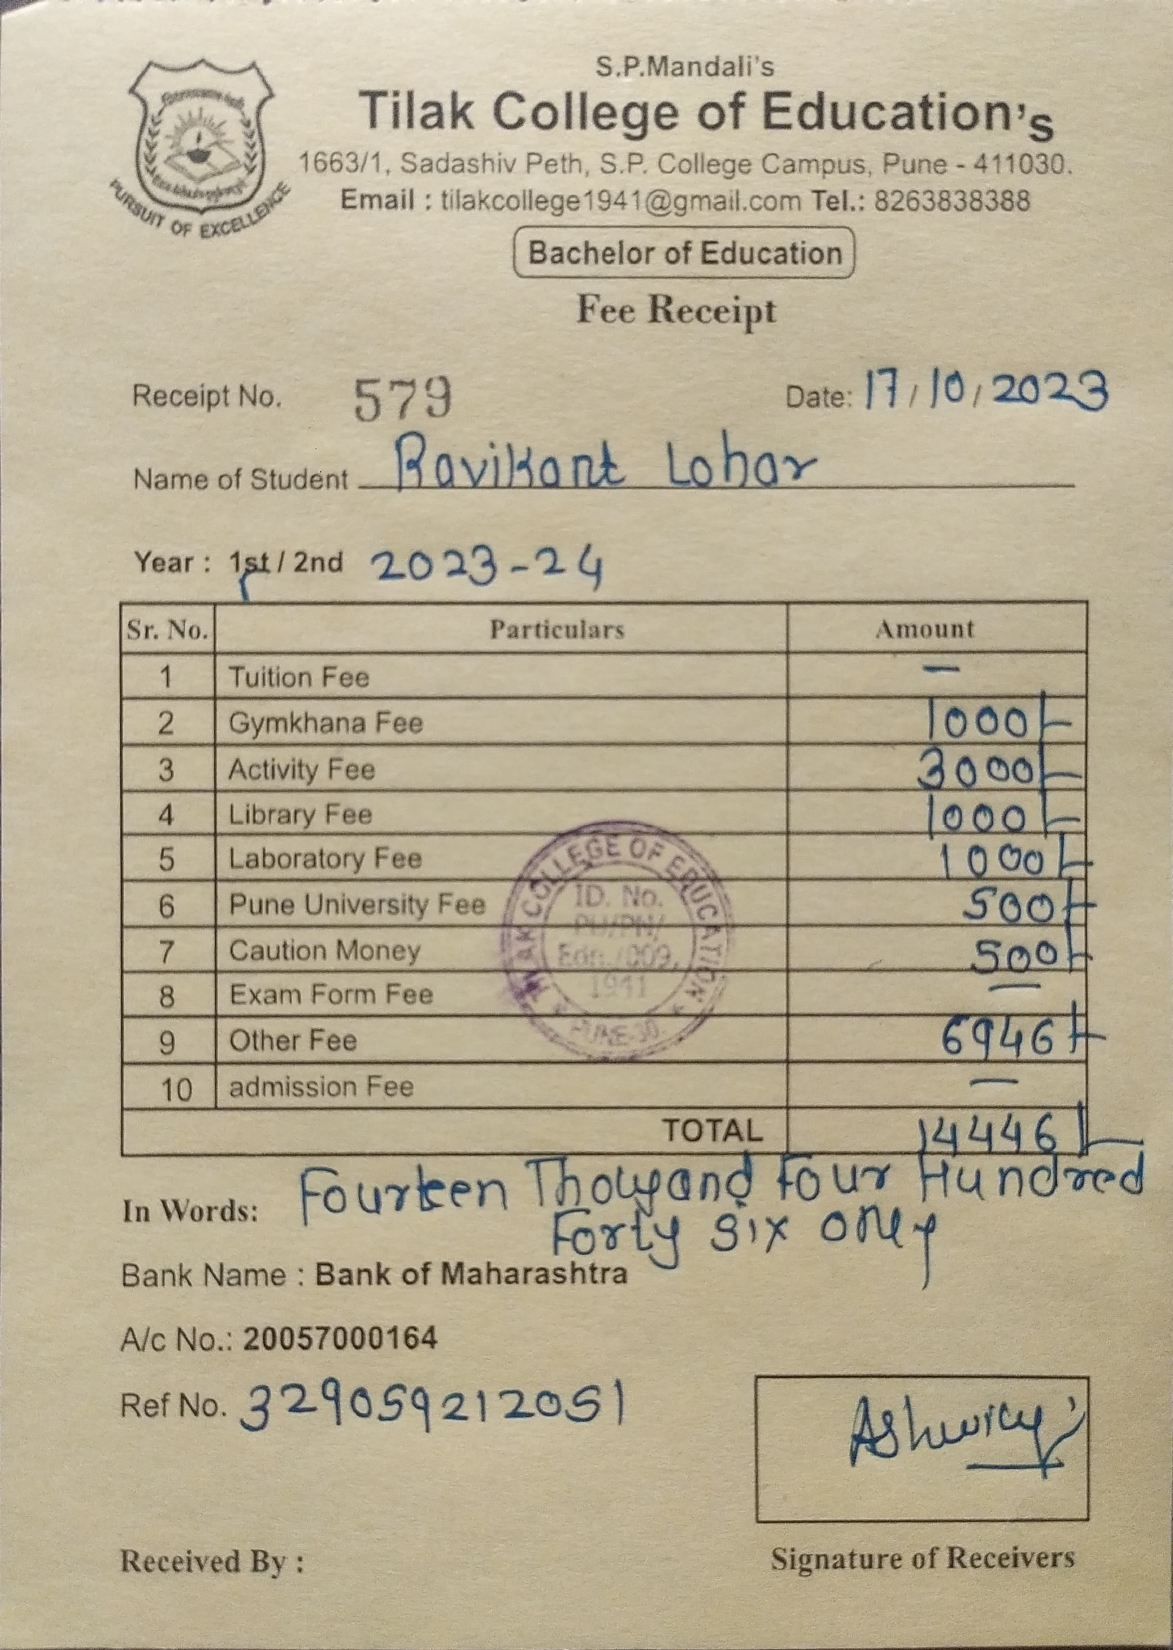 S.P.Mandali's
Tilak College of Education's
1663/1, Sadashiv Peth, S.P. College Campus, Pune - 411030.
Email : tilakcollege1941@gmail.com Tel.: 8263838388
PURSUIT OF EXCELLENCE
Bachelor of Education
Fee Receipt
Receipt No. 579 Date: 17/10/2023
Name of Student Ravikant Lohar
Year : 1st / 2nd 2023-24
Sr. No. Particulars Amount
1 Tuition Fee —
2 Gymkhana Fee 1000/-
3 Activity Fee 3000/-
4 Library Fee 1000/-
5 Laboratory Fee 1000/-
6 Pune University Fee 500/-
7 Caution Money 500/-
8 Exam Form Fee —
9 Other Fee 6946/-
10 admission Fee —
TOTAL 14446/-
TILAK COLLEGE OF EDUCATION
ID. No.
PU/PN/
Edn./009,
1941
* PUNE-30. *
In Words: Fourteen Thousand Four Hundred
Forty Six only
Bank Name : Bank of Maharashtra
A/c No.: 20057000164
Ref No. 329059212051
Received By :
Signature of Receivers